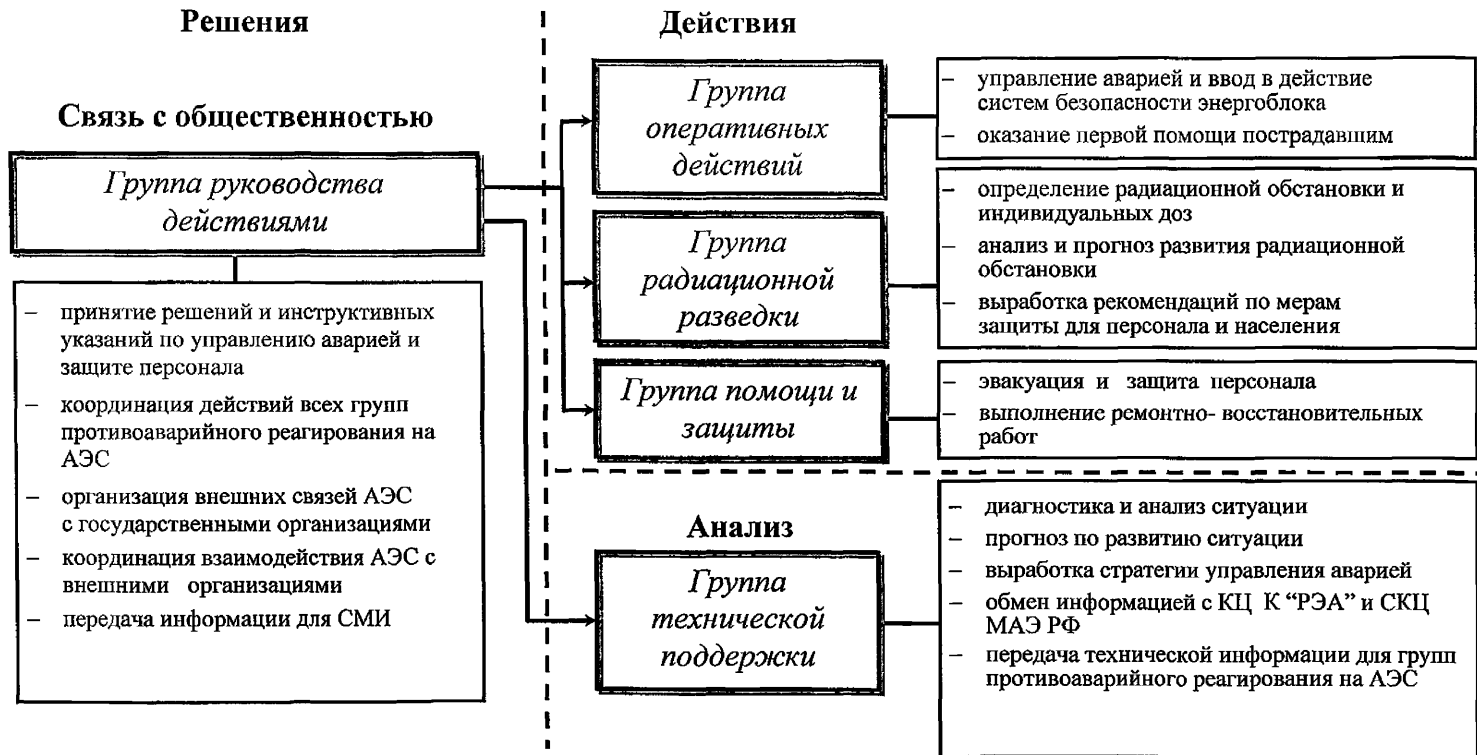 Решения
Связь с общественностью
Группа руководства
действиями
– принятие решений и инструктивных
указаний по управлению аварией и
защите персонала
– координация действий всех групп
противоаварийного реагирования на
АЭС
– организация внешних связей АЭС
с государственными организациями
– координация взаимодействия АЭС с
внешними организациями
– передача информации для СМИ
Действия
Группа
оперативных
действий
– управление аварией и ввод в действие
систем безопасности энергоблока
– оказание первой помощи пострадавшим
Группа
радиационной
разведки
– определение радиационной обстановки и
индивидуальных доз
– анализ и прогноз развития радиационной
обстановки
– выработка рекомендаций по мерам
защиты для персонала и населения
Группа помощи и
защиты
– эвакуация и защита персонала
– выполнение ремонтно- восстановительных
работ
Анализ
Группа
технической
поддержки
– диагностика и анализ ситуации
– прогноз по развитию ситуации
– выработка стратегии управления аварией
– обмен информацией с КЦ К “РЭА” и СКЦ
МАЭ РФ
– передача технической информации для групп
противоаварийного реагирования на АЭС